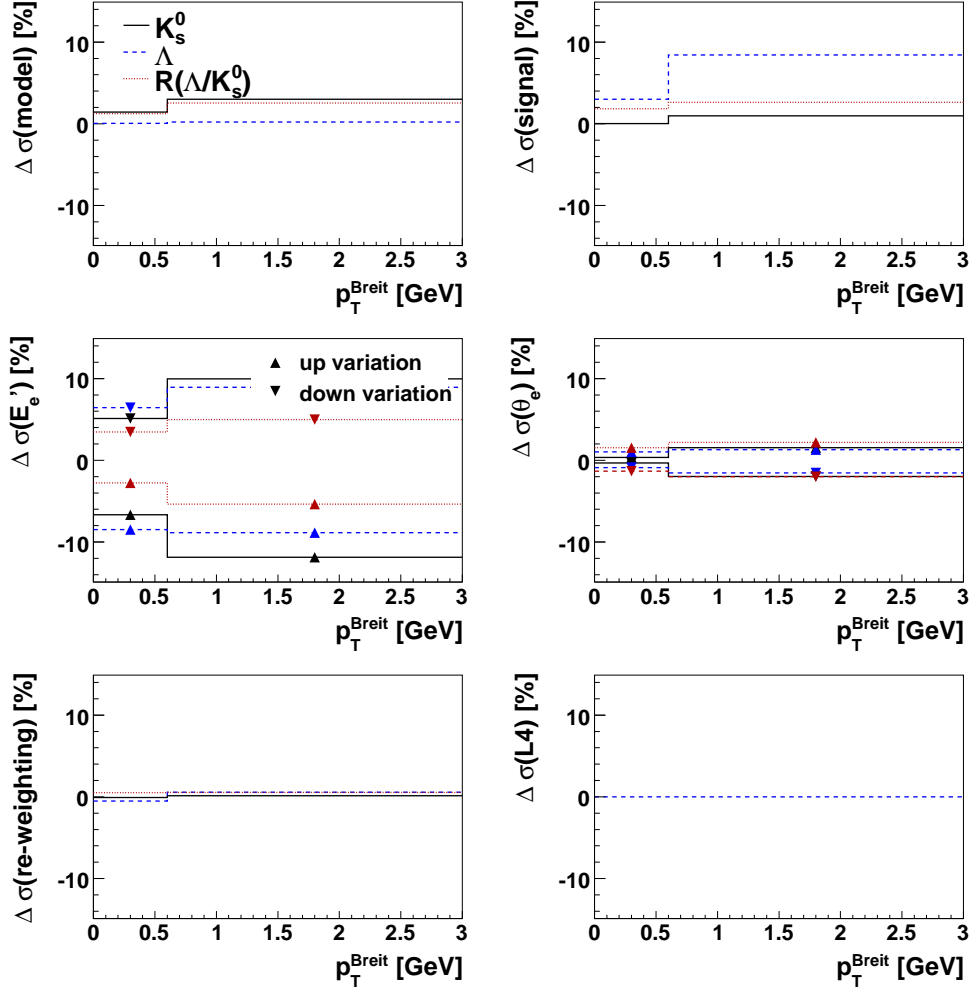 Δ σ(model) [%]
10
0
-10
K_s^0
Λ
R(Λ/K_s^0)
0 0.5 1 1.5 2 2.5 3
p_T^Breit [GeV]
Δ σ(signal) [%]
10
0
-10
0 0.5 1 1.5 2 2.5 3
p_T^Breit [GeV]
Δ σ(E_e’) [%]
10
0
-10
up variation
down variation
0 0.5 1 1.5 2 2.5 3
p_T^Breit [GeV]
Δ σ(θ_e) [%]
10
0
-10
0 0.5 1 1.5 2 2.5 3
p_T^Breit [GeV]
Δ σ(re-weighting) [%]
10
0
-10
0 0.5 1 1.5 2 2.5 3
p_T^Breit [GeV]
Δ σ(L4) [%]
10
0
-10
0 0.5 1 1.5 2 2.5 3
p_T^Breit [GeV]